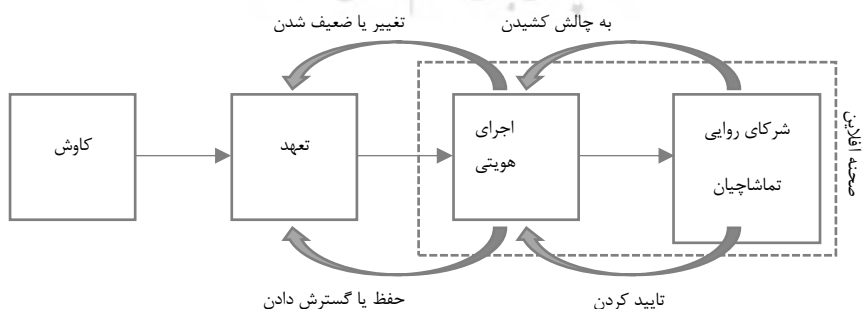 تغییر یا ضعیف شدن
به چالش کشیدن
کاوش
تعهد
اجرای
هویتی
شرکای روایی
تماشاچیان
صحنه افلاین
حفظ یا گسترش دادن
تایید کردن